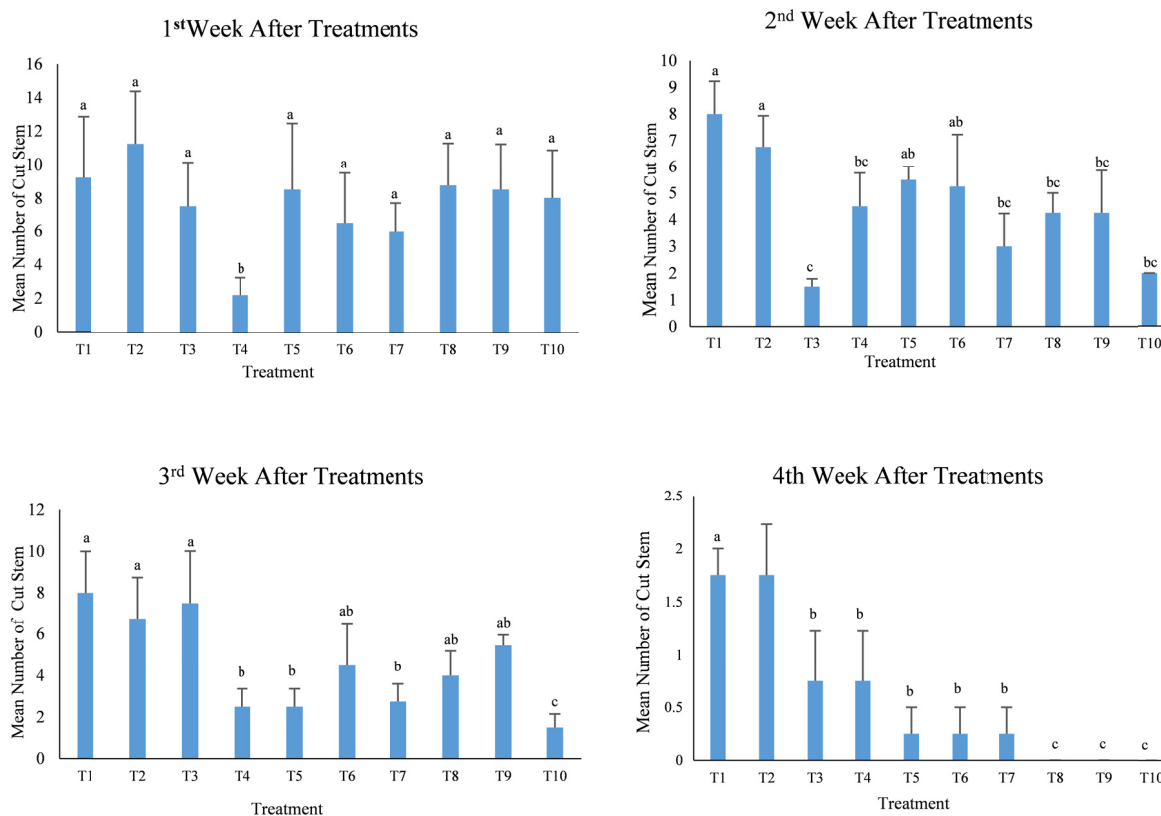 1stWeek After Treatments
16
14
12
10
8
6
4
2
0
Mean Number of Cut Stem
a a a b a a a a a a
T1 T2 T3 T4 T5 T6 T7 T8 T9 T10
Treatment
2nd Week After Treatments
10
9
8
7
6
5
4
3
2
1
0
Mean Number of Cut Stem
a a c bc ab ab bc bc bc bc
T1 T2 T3 T4 T5 T6 T7 T8 T9 T10
Treatment
3rd Week After Treatments
12
10
8
6
4
2
0
Mean Number of Cut Stem
a a a b b ab b ab ab c
T1 T2 T3 T4 T5 T6 T7 T8 T9 T10
Treatment
4th Week After Treatments
2.5
2
1.5
1
0.5
0
Mean Number of Cut Stem
a b b b b b c c c
T1 T2 T3 T4 T5 T6 T7 T8 T9 T10
Treatment